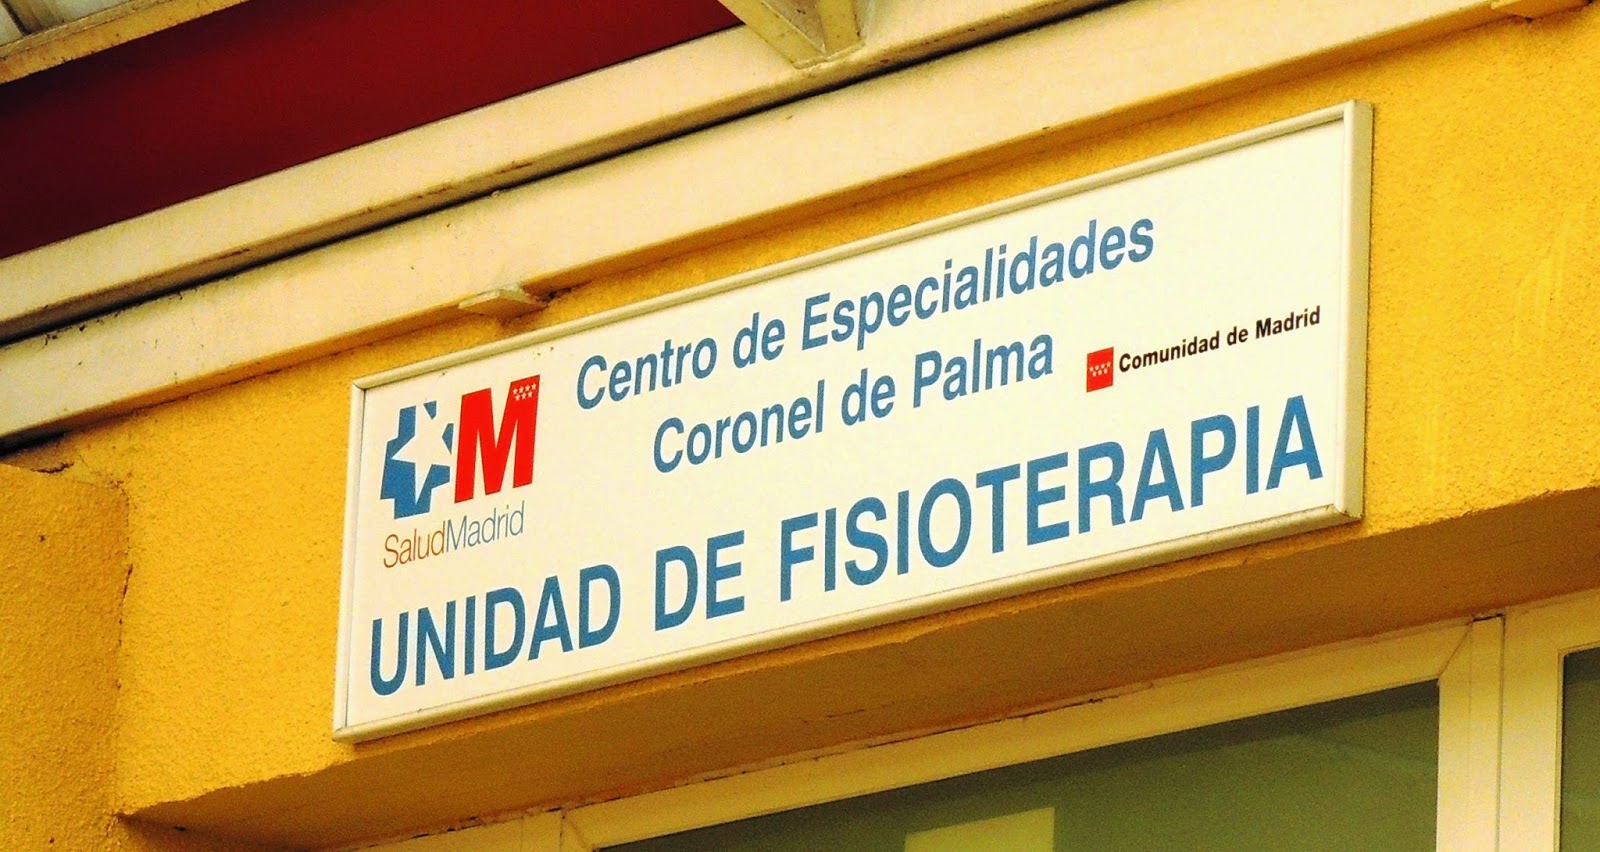 Centro de Especialidades
Coronel de Palma
Comunidad de Madrid
M
SaludMadrid
UNIDAD DE FISIOTERAPIA